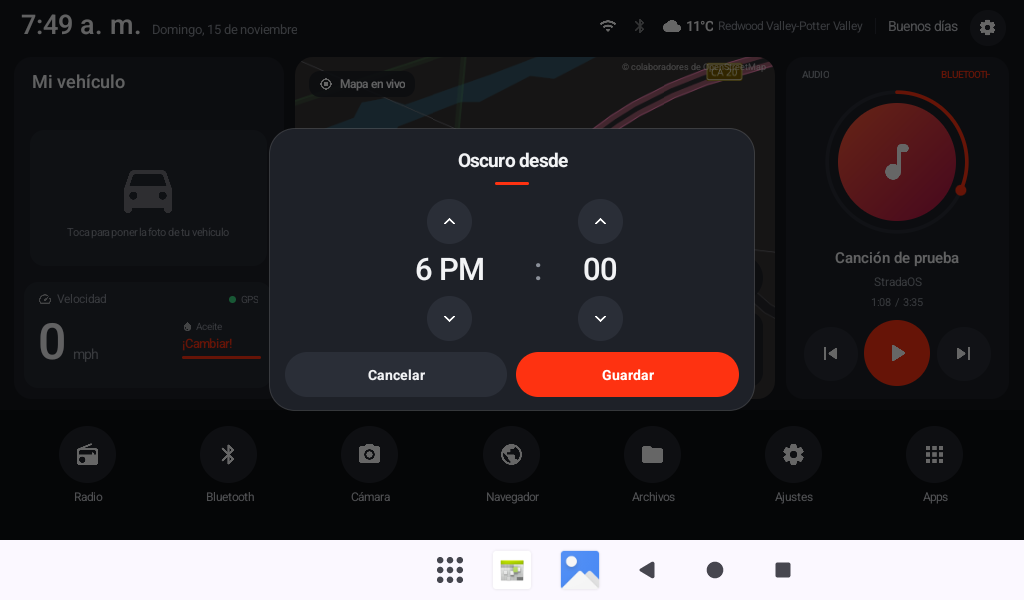 7:49 a. m. Domingo, 15 de noviembre
11°C Redwood Valley-Potter Valley
Buenos días
Mi vehículo
Toca para poner la foto de tu vehículo
Velocidad
GPS
0 mph
Aceite
¡Cambiar!
Mapa en vivo
© colaboradores de OpenStreetMap
CA 20
Oscuro desde
6 PM : 00
Cancelar
Guardar
AUDIO
BLUETOOTH
Canción de prueba
StradaOS
1:08 / 3:35
Radio
Bluetooth
Cámara
Navegador
Archivos
Ajustes
Apps